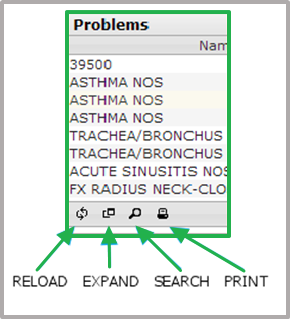 Problems
Nam
39500
ASTHMA NOS
ASTHMA NOS
ASTHMA NOS
TRACHEA/BRONCHUS
TRACHEA/BRONCHUS
ACUTE SINUSITIS NOS
FX RADIUS NECK-CLO
RELOAD EXPAND SEARCH PRINT